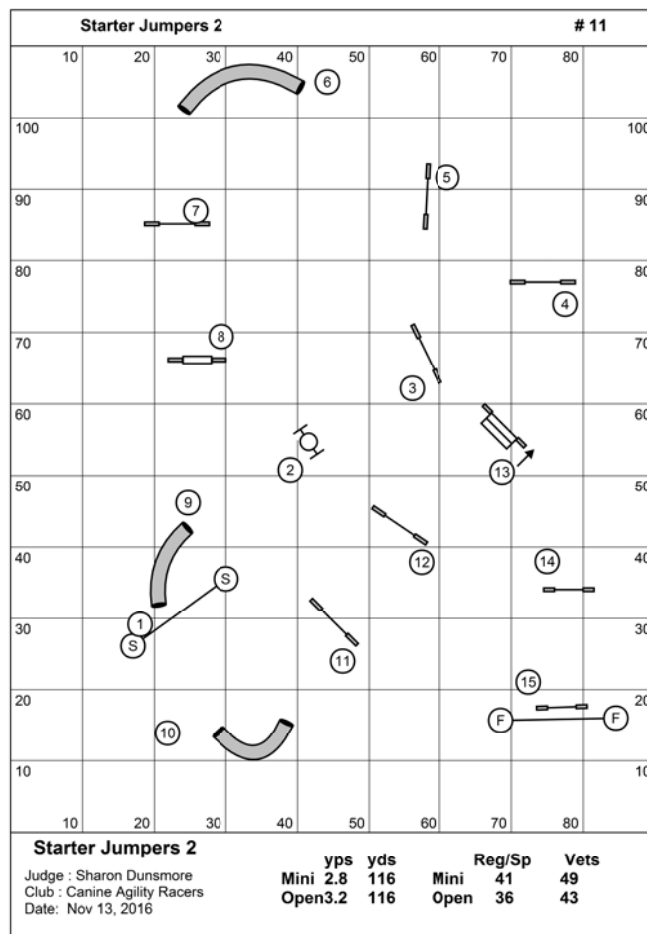 Starter Jumpers 2 # 11
10 20 30 40 50 60 70 80
6
100 100
5
90 90
7
80 80
4
8
70 70
3
60 60
2 13
50 50
9
40 12 14 40
S
1
30 30
S 11
20 15 20
F F
10
10 10
10 20 30 40 50 60 70 80
Starter Jumpers 2
yps yds Reg/Sp Vets
Judge : Sharon Dunsmore Mini 2.8 116 Mini 41 49
Club : Canine Agility Racers Open3.2 116 Open 36 43
Date: Nov 13, 2016